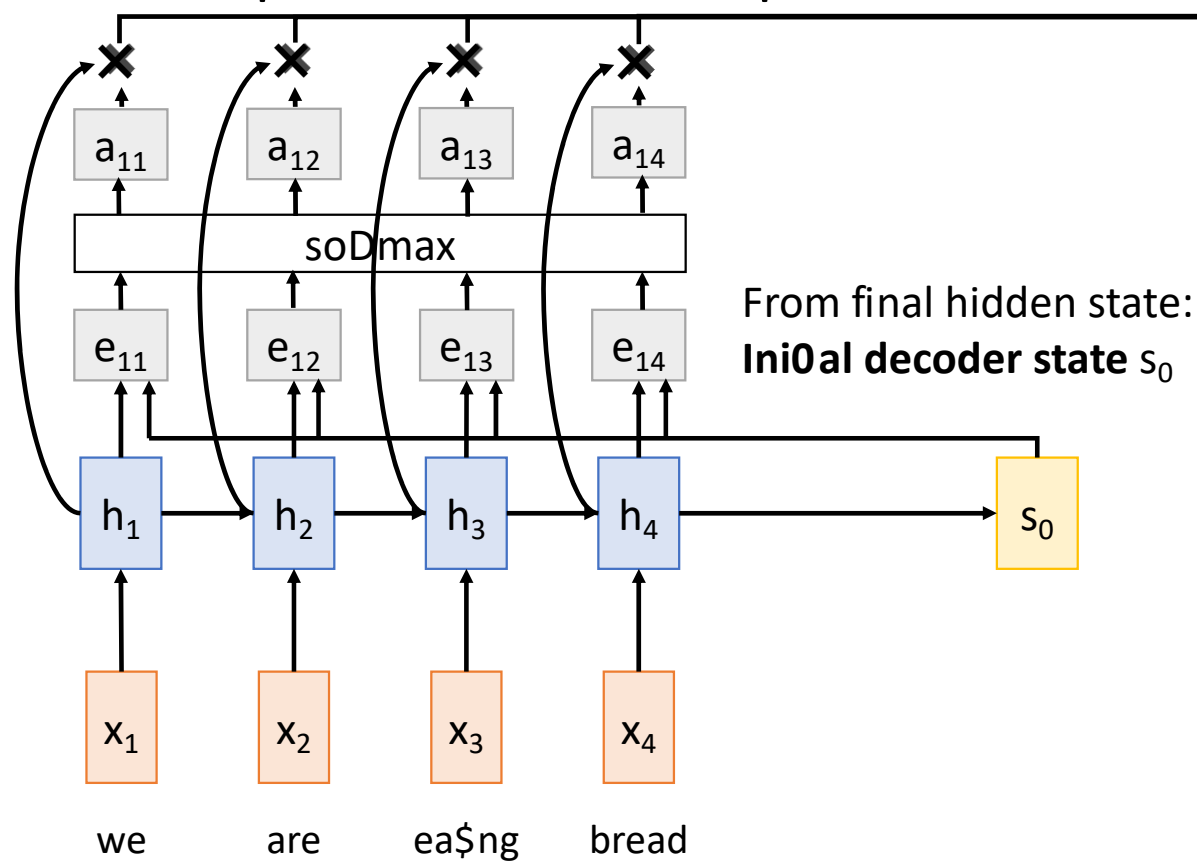 a₁₁ a₁₂ a₁₃ a₁₄
soDmax
e₁₁ e₁₂ e₁₃ e₁₄
From final hidden state:
Ini0al decoder state s₀
h₁ h₂ h₃ h₄ s₀
x₁ x₂ x₃ x₄
we are ea$ng bread